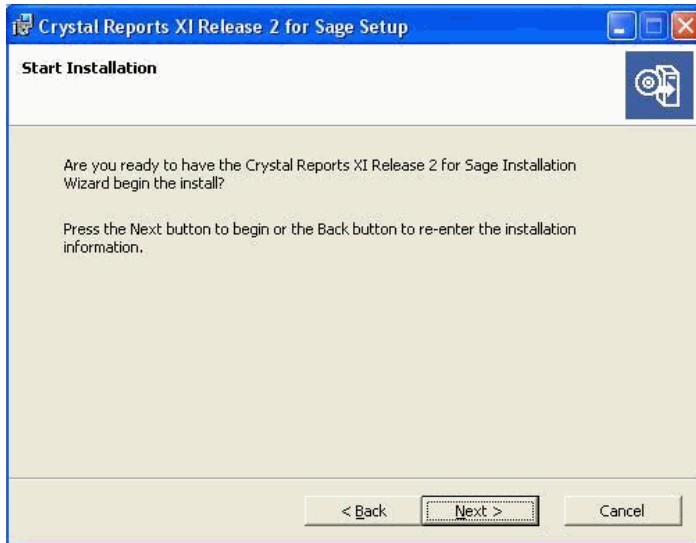 Crystal Reports XI Release 2 for Sage Setup
Start Installation
Are you ready to have the Crystal Reports XI Release 2 for Sage Installation
Wizard begin the install?
Press the Next button to begin or the Back button to re-enter the installation
information.
< Back
Next >
Cancel